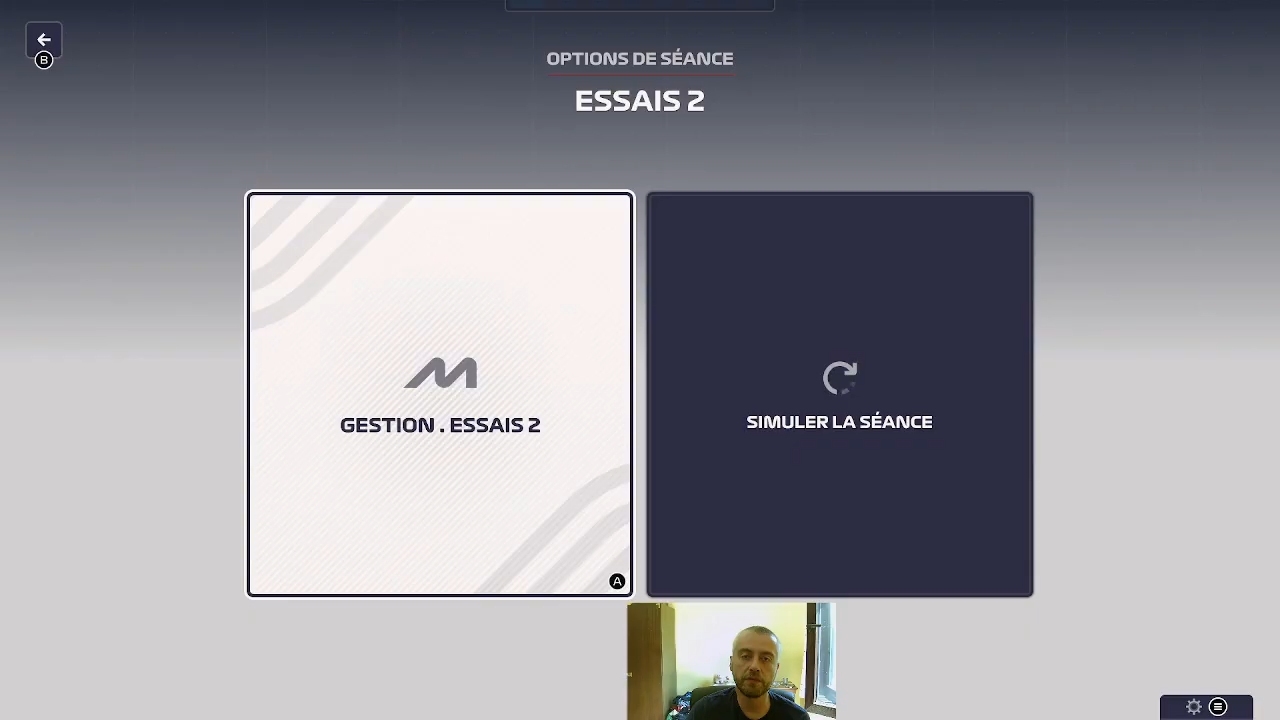 B
OPTIONS DE SÉANCE
ESSAIS 2
GESTION . ESSAIS 2
SIMULER LA SÉANCE
A